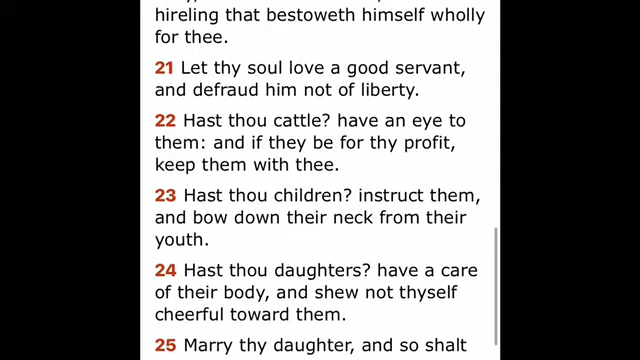 hireling that bestoweth himself wholly
for thee.
21 Let thy soul love a good servant,
and defraud him not of liberty.
22 Hast thou cattle? have an eye to
them: and if they be for thy profit,
keep them with thee.
23 Hast thou children? instruct them,
and bow down their neck from their
youth.
24 Hast thou daughters? have a care
of their body, and shew not thyself
cheerful toward them.
25 Marry thy daughter, and so shalt